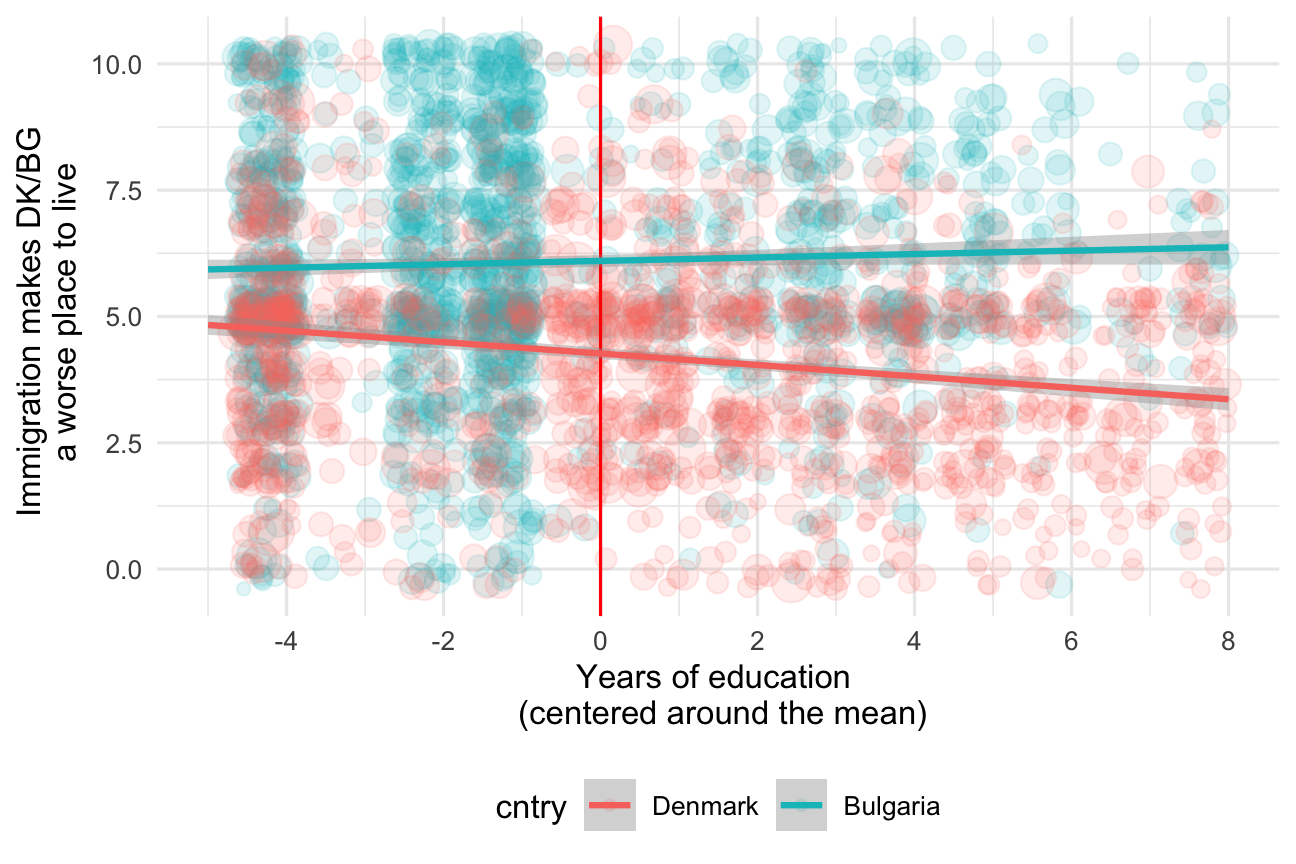 Immigration makes DK/BG
a worse place to live
10.0
7.5
5.0
2.5
0.0
-4 -2 0 2 4 6 8
Years of education
(centered around the mean)
cntry Denmark Bulgaria